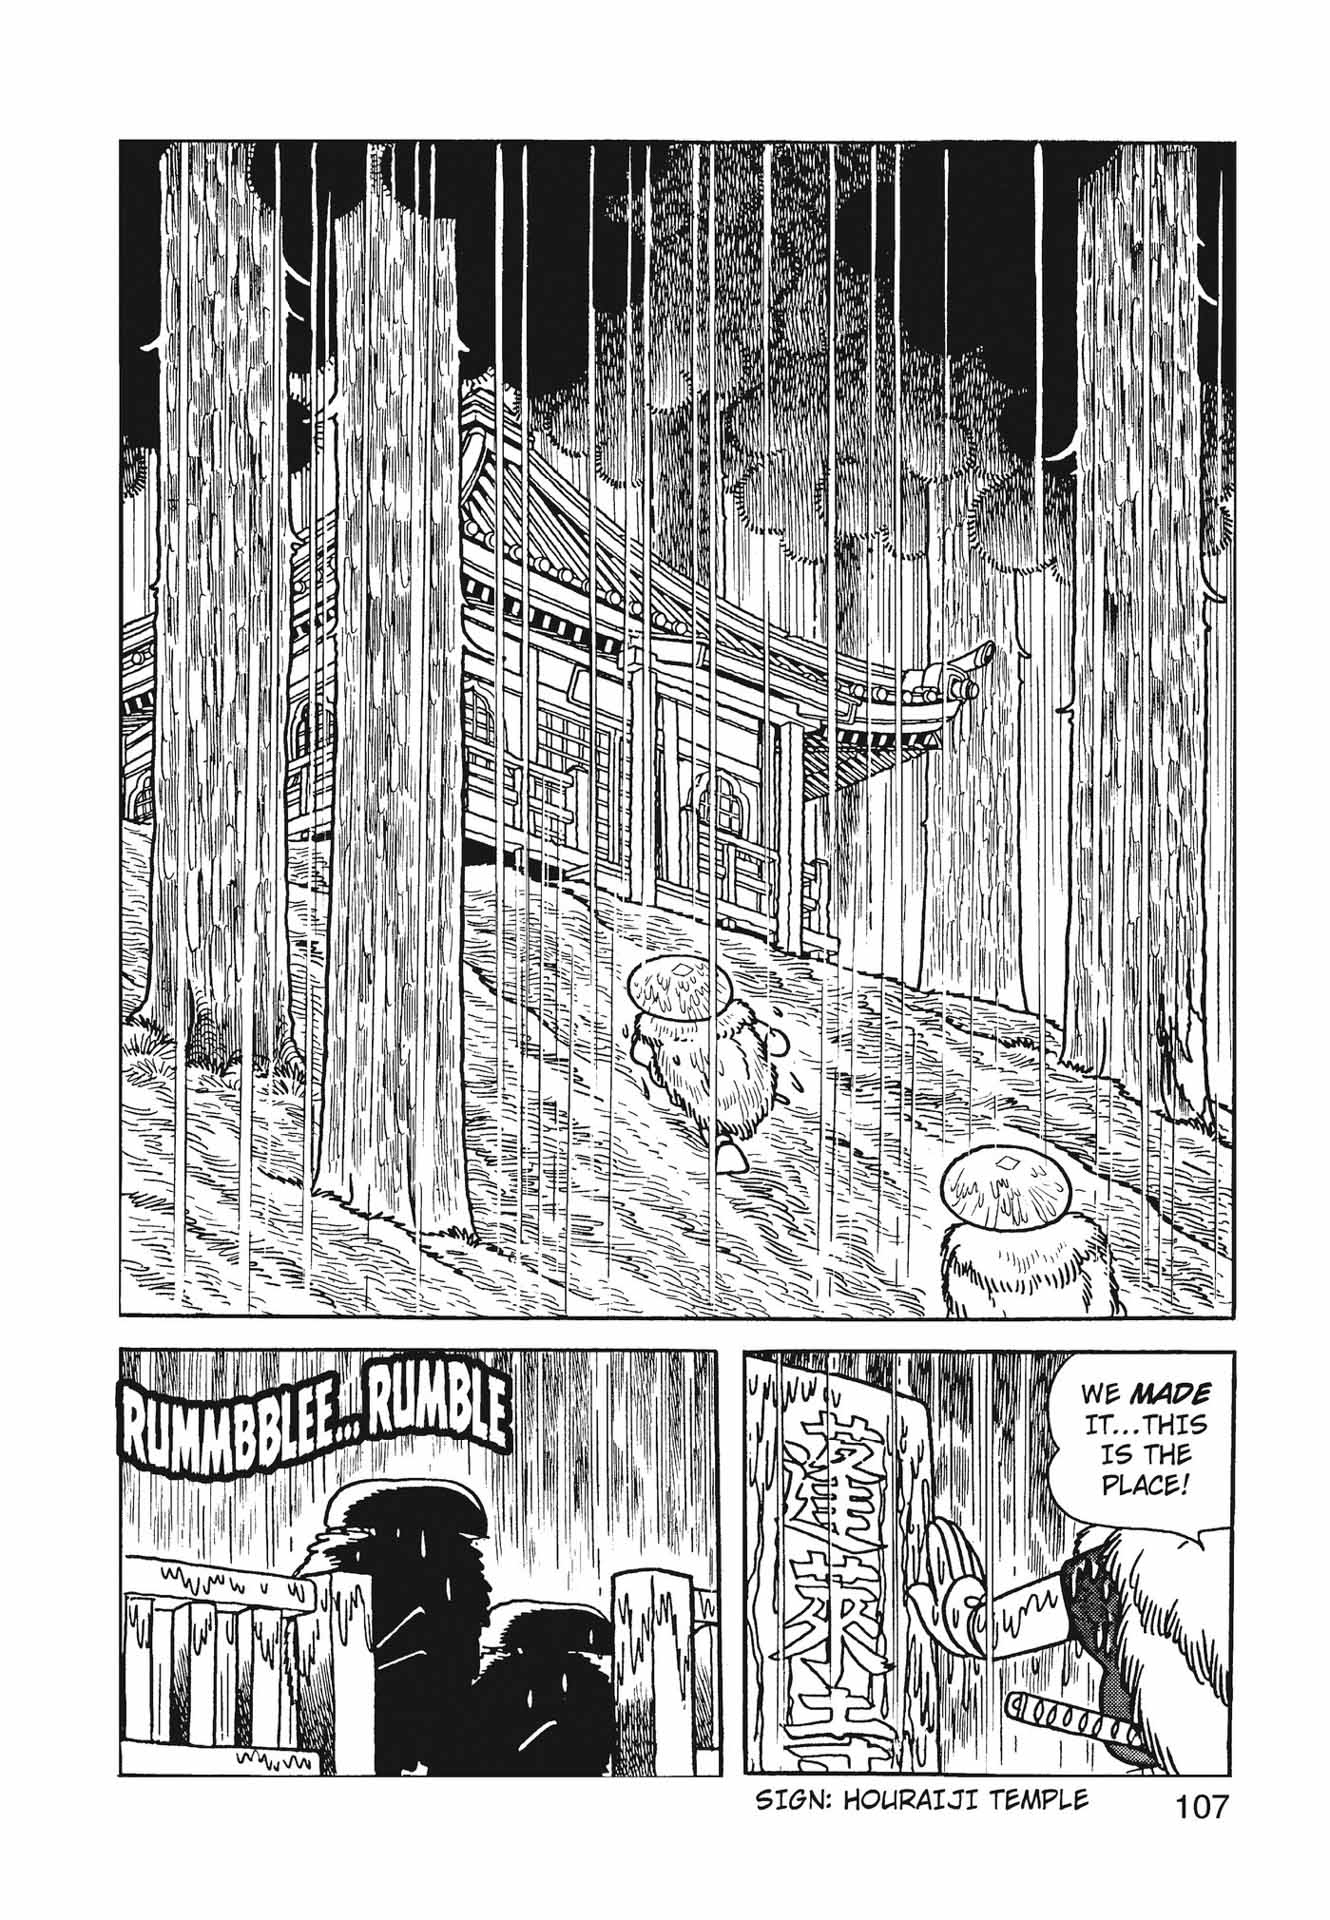 RUMMBBLEE... RUMBLE
WE MADE
IT...THIS
IS THE
PLACE!
蓬莱寺
SIGN: HOURAIJI TEMPLE
107